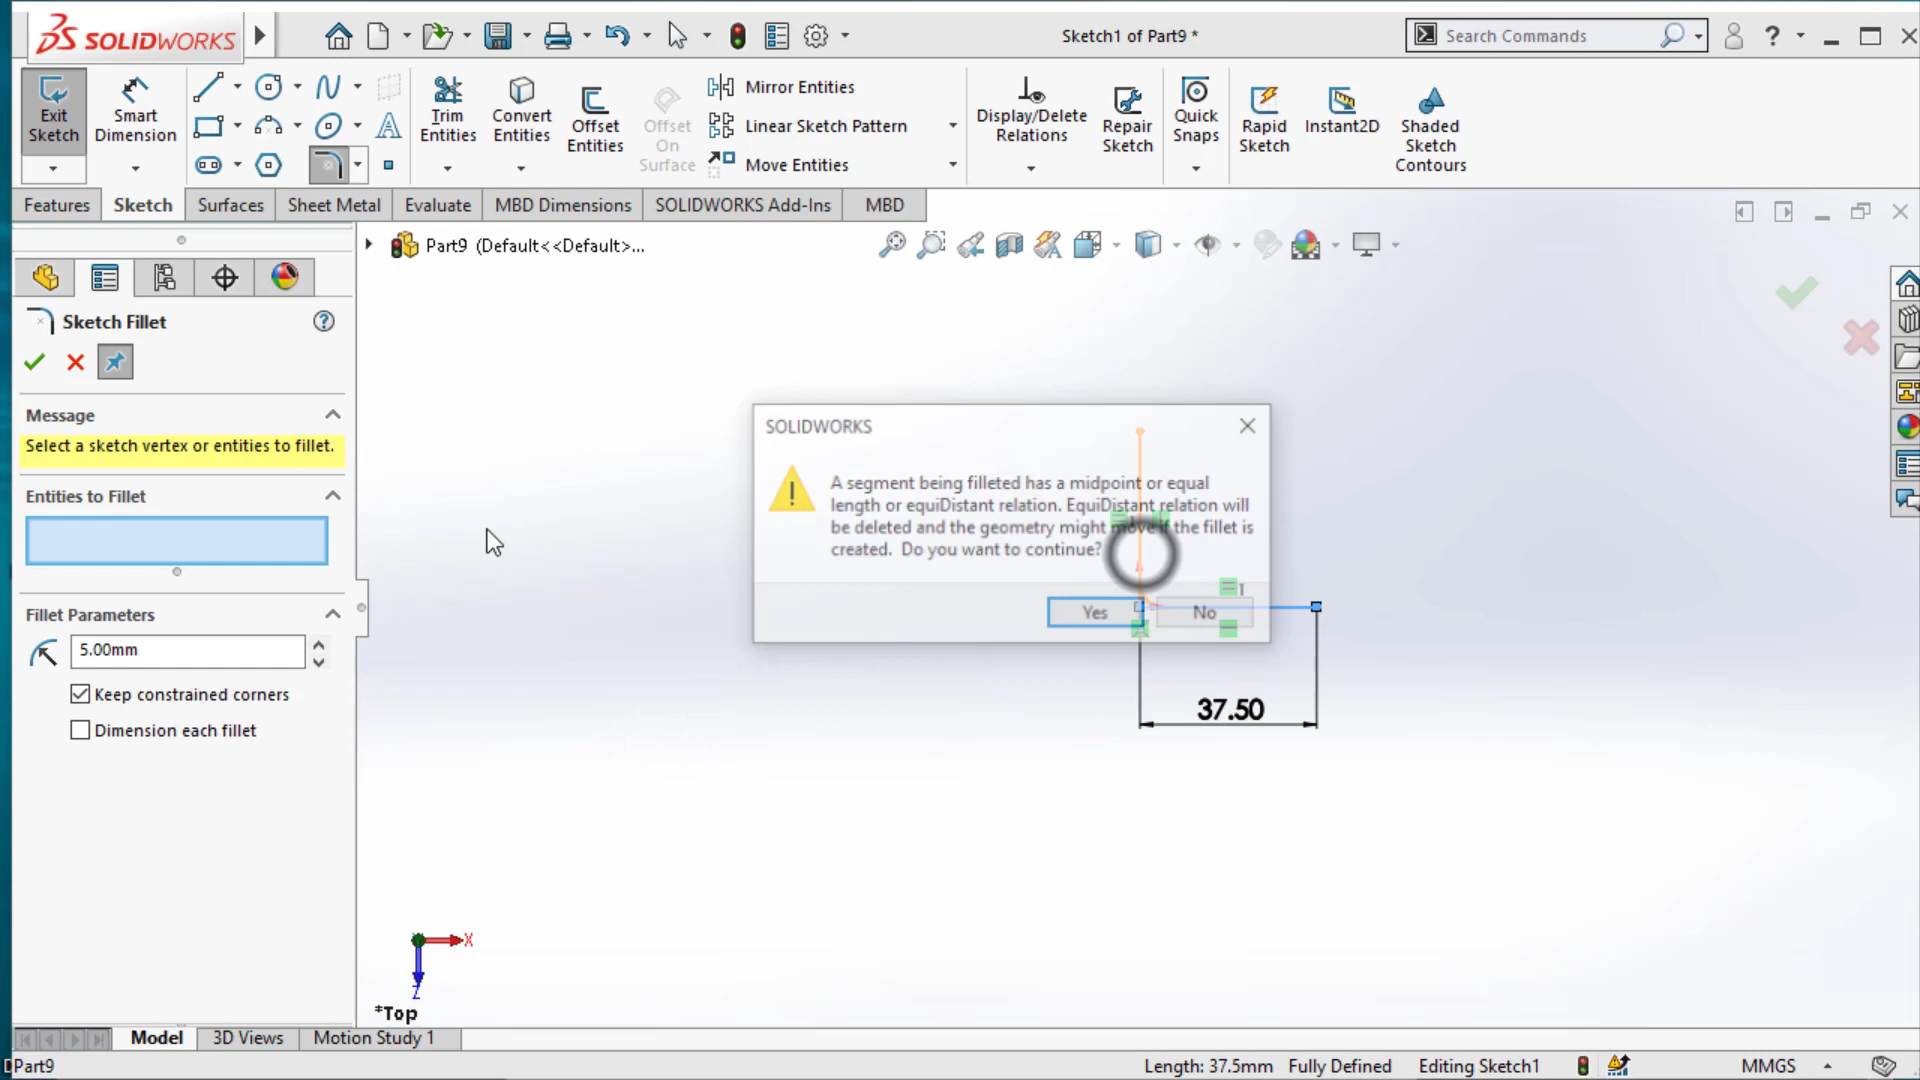 SOLIDWORKS
Sketch1 of Part9 *
Search Commands
?
Exit
Sketch
Smart
Dimension
Trim
Entities
Convert
Entities
Offset
Entities
Offset
On
Surface
Mirror Entities
Linear Sketch Pattern
Move Entities
Display/Delete
Relations
Repair
Sketch
Quick
Snaps
Rapid
Sketch
Instant2D
Shaded
Sketch
Contours
Features
Sketch
Surfaces
Sheet Metal
Evaluate
MBD Dimensions
SOLIDWORKS Add-Ins
MBD
Part9 (Default<<Default>...
Sketch Fillet
?
Message
Select a sketch vertex or entities to fillet.
Entities to Fillet
Fillet Parameters
5.00mm
Keep constrained corners
Dimension each fillet
SOLIDWORKS
A segment being filleted has a midpoint or equal
length or equiDistant relation. EquiDistant relation will
be deleted and the geometry might move if the fillet is
created. Do you want to continue?
Yes
No
37.50
X
Z
*Top
Model
3D Views
Motion Study 1
Part9
Length: 37.5mm
Fully Defined
Editing Sketch1
MMGS